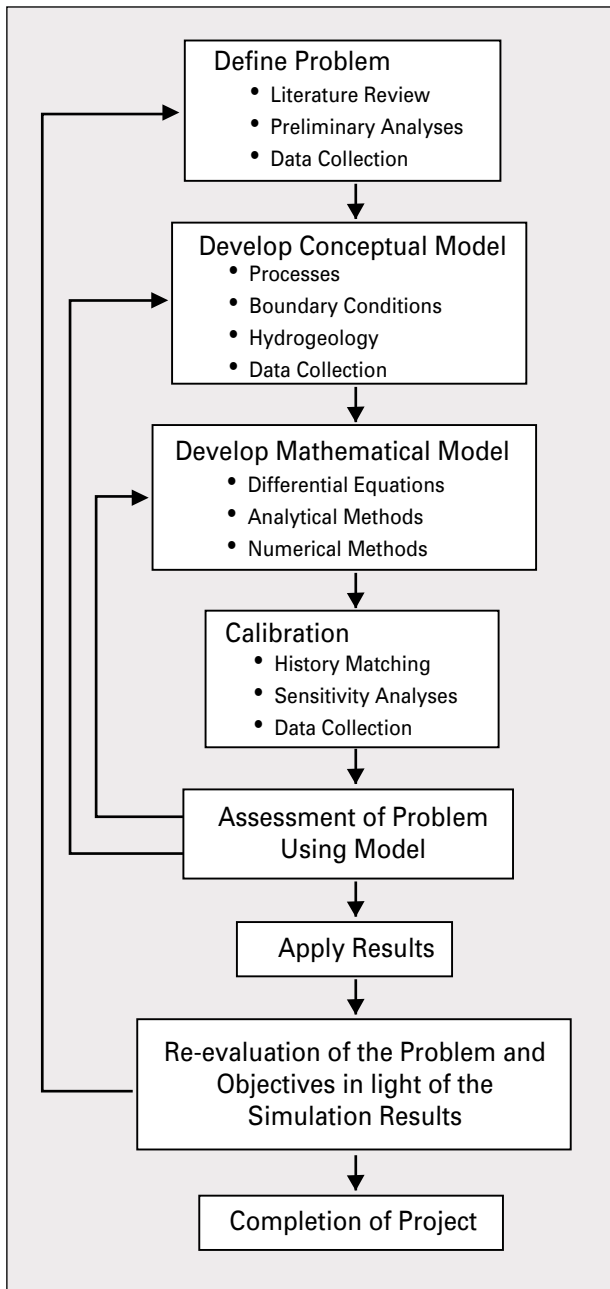 Define Problem
• Literature Review
• Preliminary Analyses
• Data Collection
Develop Conceptual Model
• Processes
• Boundary Conditions
• Hydrogeology
• Data Collection
Develop Mathematical Model
• Differential Equations
• Analytical Methods
• Numerical Methods
Calibration
• History Matching
• Sensitivity Analyses
• Data Collection
Assessment of Problem
Using Model
Apply Results
Re-evaluation of the Problem and
Objectives in light of the
Simulation Results
Completion of Project